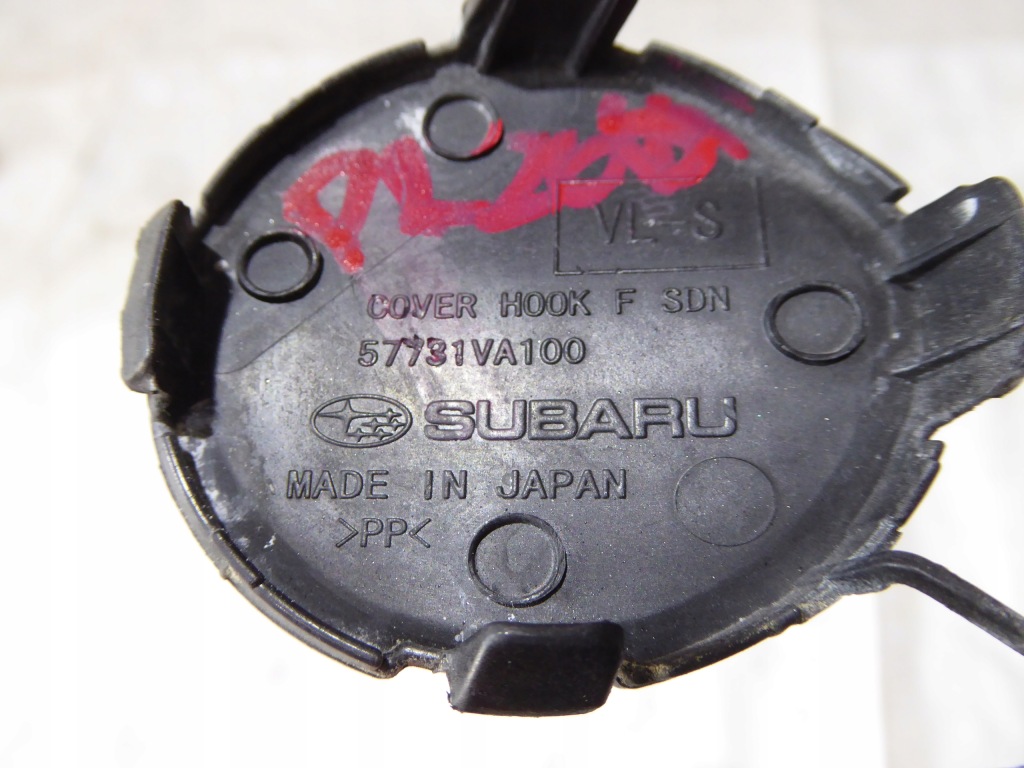 VL-S
COVER HOOK F SDN
57731VA100
SUBARU
MADE IN JAPAN
>PP<